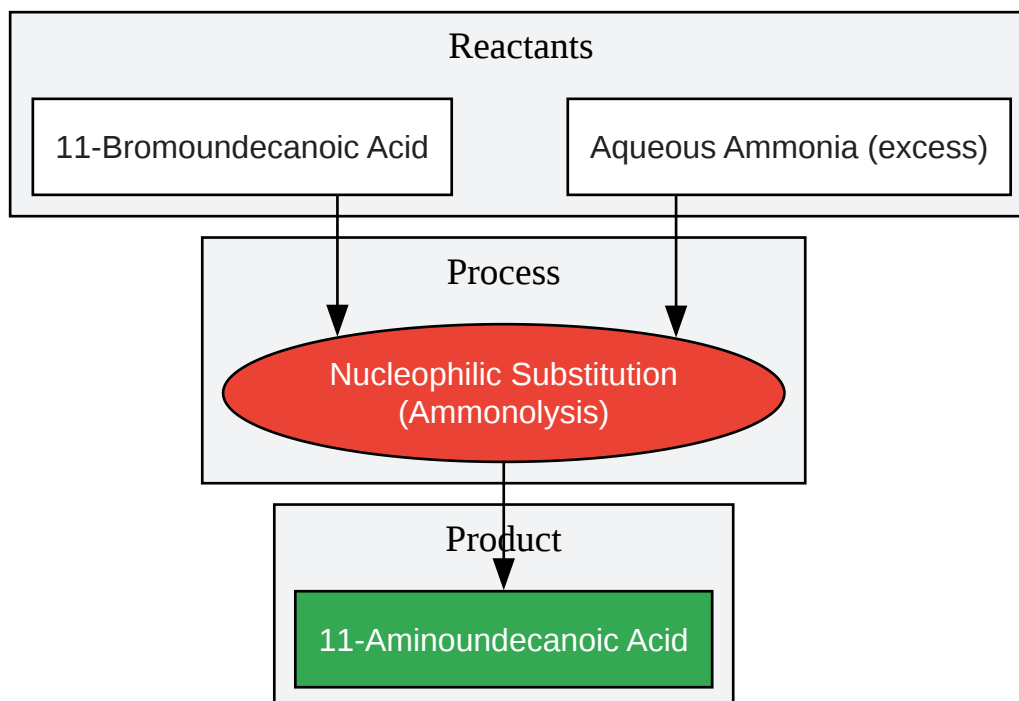 Reactants
11-Bromoundecanoic Acid
Aqueous Ammonia (excess)
Process
Nucleophilic Substitution
(Ammonolysis)
Product
11-Aminoundecanoic Acid